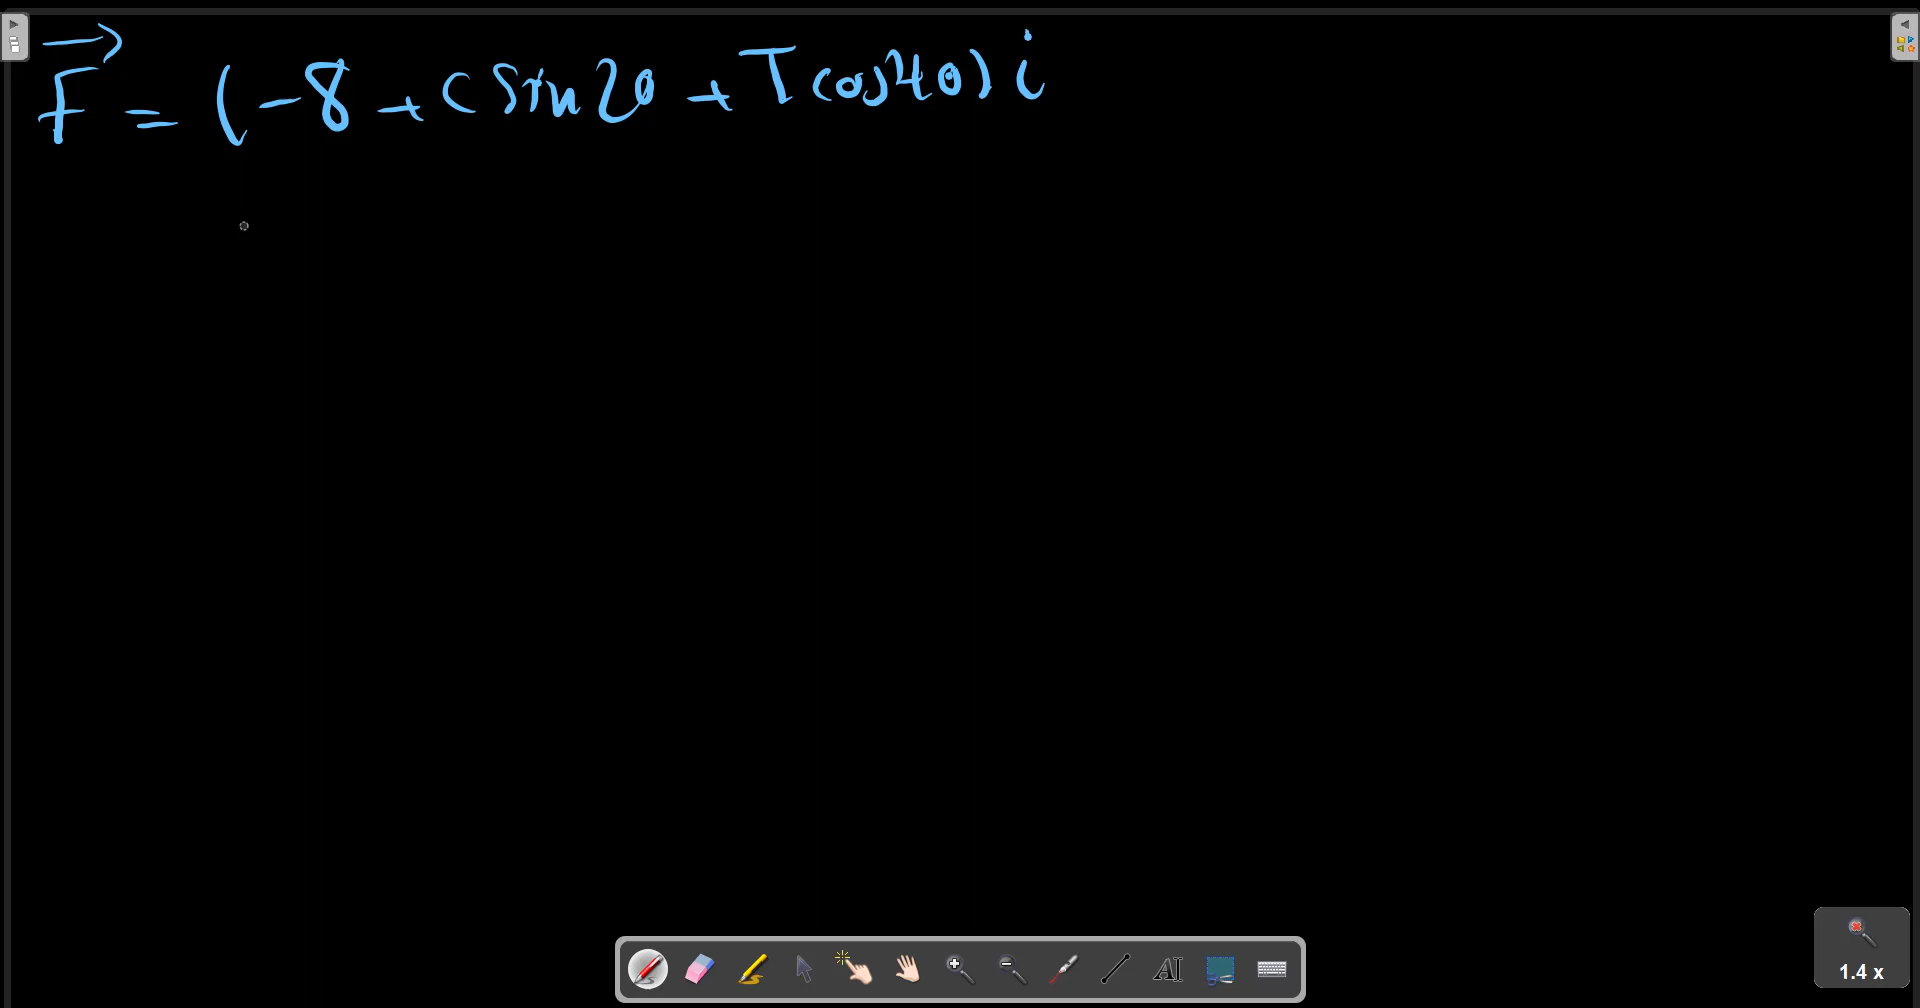 F⃗ = (-8 + C sin 20 + T cos 40) i
1.4 x